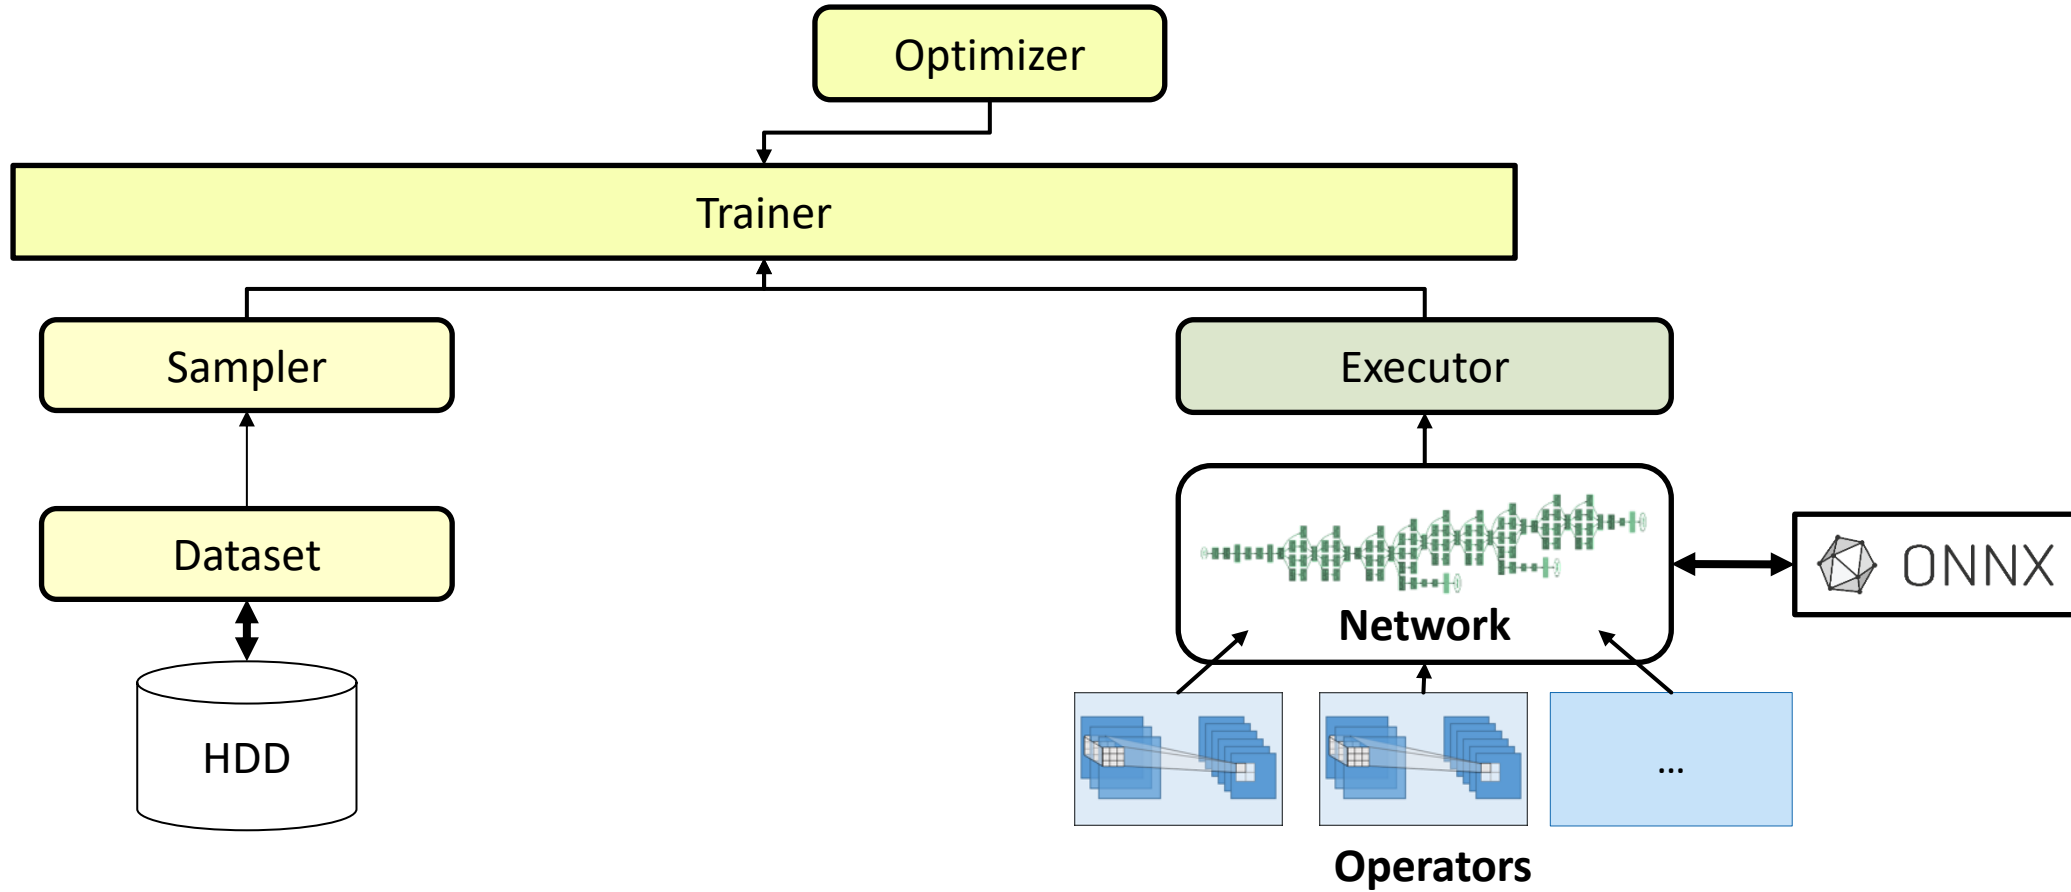 Optimizer
Trainer
Sampler
Executor
Dataset
ONNX
Network
HDD
...
Operators